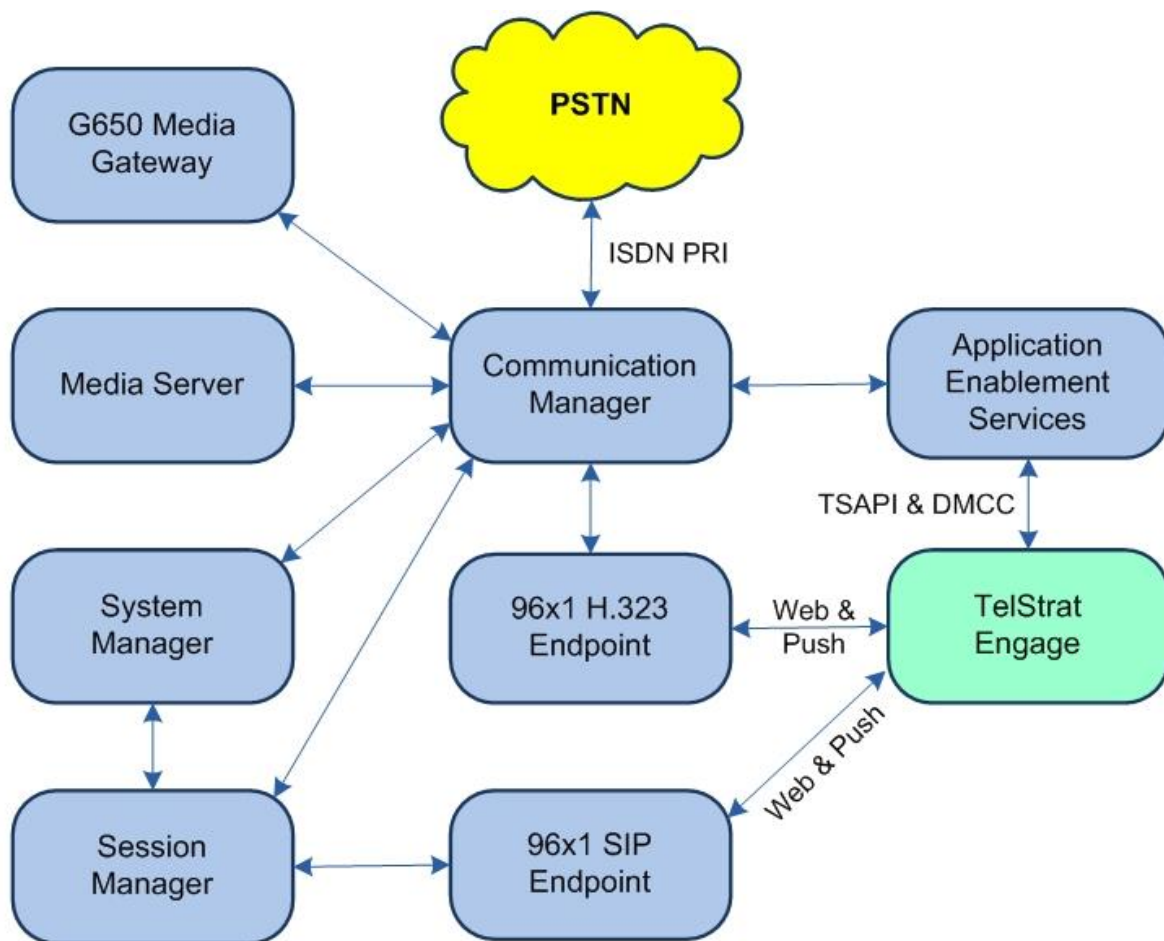 G650 Media
Gateway
PSTN
ISDN PRI
Media Server
Communication
Manager
Application
Enablement
Services
TSAPI & DMCC
System
Manager
96x1 H.323
Endpoint
Web &
Push
TelStrat
Engage
Web & Push
Session
Manager
96x1 SIP
Endpoint